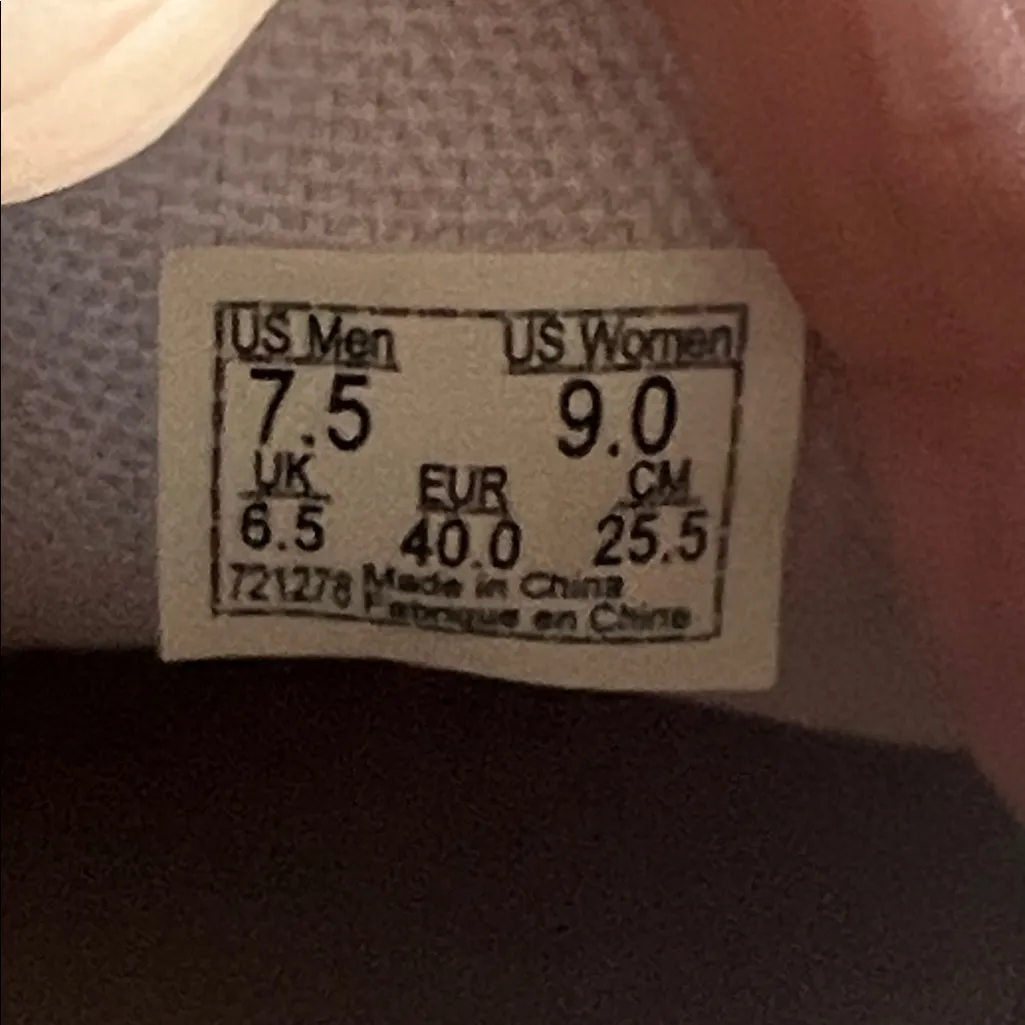 US Men US Women
7.5 9.0
UK EUR CM
6.5 40.0 25.5
721278 Made in China
Fabriqué en Chine